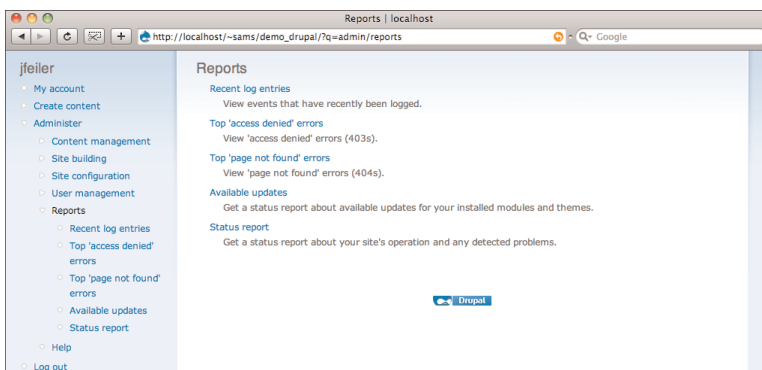 Reports | localhost
http://localhost/~sams/demo_drupal/?q=admin/reports
Google
jfeiler
My account
Create content
Administer
Content management
Site building
Site configuration
User management
Reports
Recent log entries
Top 'access denied'
errors
Top 'page not found'
errors
Available updates
Status report
Help
Log out
Reports
Recent log entries
View events that have recently been logged.
Top 'access denied' errors
View 'access denied' errors (403s).
Top 'page not found' errors
View 'page not found' errors (404s).
Available updates
Get a status report about available updates for your installed modules and themes.
Status report
Get a status report about your site's operation and any detected problems.
Drupal